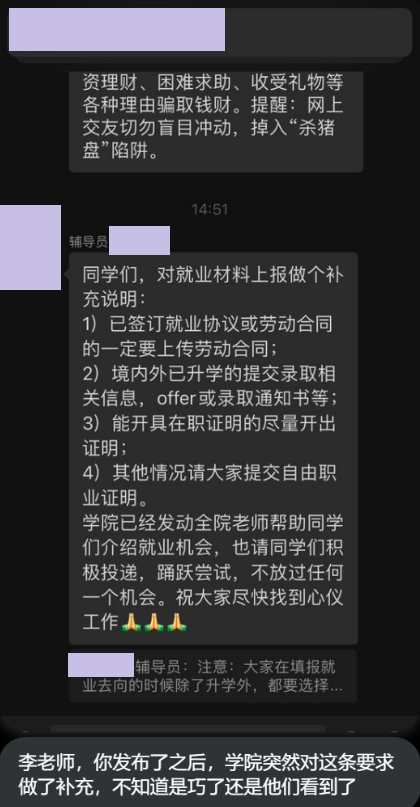 资理财、困难求助、收受礼物等
各种理由骗取钱财。提醒：网上
交友切勿盲目冲动，掉入“杀猪
盘”陷阱。
14:51
辅导员
同学们，对就业材料上报做个补
充说明：
1）已签订就业协议或劳动合同
的一定要上传劳动合同；
2）境内外已升学的提交录取相
关信息，offer或录取通知书等；
3）能开具在职证明的尽量开出
证明；
4）其他情况请大家提交自由职
业证明。
学院已经发动全院老师帮助同学
们介绍就业机会，也请同学们积
极投递，踊跃尝试，不放过任何
一个机会。祝大家尽快找到心仪
工作🙏🙏🙏
辅导员：注意：大家在填报就
业去向的时候除了升学外，都要选择...
李老师，你发布了之后，学院突然对这条要求
做了补充，不知道是巧了还是他们看到了